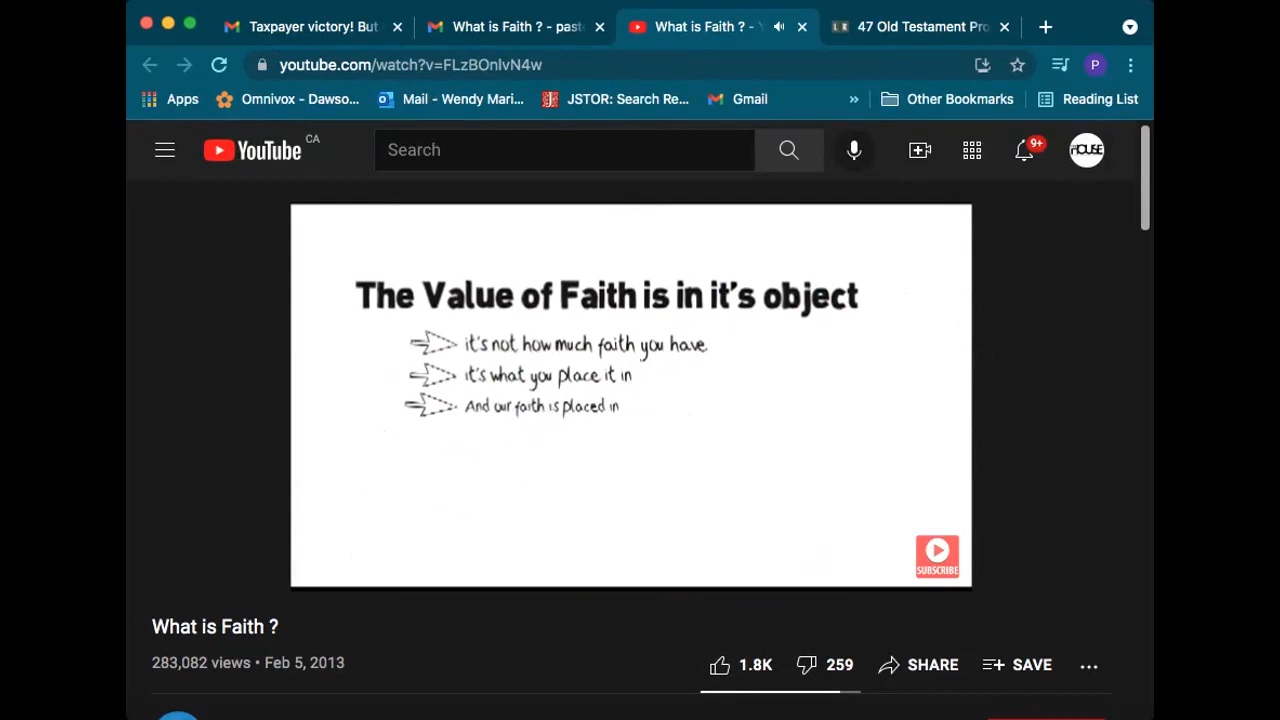 Taxpayer victory! But
What is Faith ? - past
What is Faith ? - Y
47 Old Testament Pro
youtube.com/watch?v=FLzBOnlvN4w
P
Apps
Omnivox - Dawso...
Mail - Wendy Mari...
JSTOR: Search Re...
Gmail
»
Other Bookmarks
Reading List
YouTube
CA
Search
9+
HOUSE
The Value of Faith is in it's object
it's not how much faith you have
it's what you place it in
And our faith is placed in
SUBSCRIBE
What is Faith ?
283,082 views • Feb 5, 2013
1.8K
259
SHARE
SAVE
...